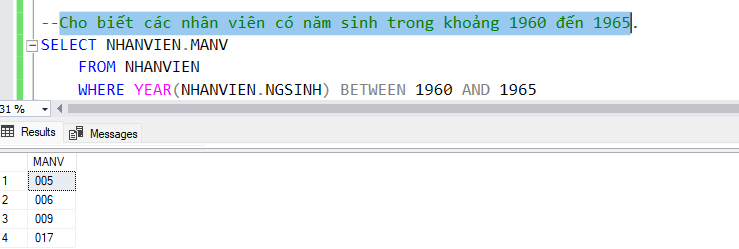 --Cho biết các nhân viên có năm sinh trong khoảng 1960 đến 1965.
SELECT NHANVIEN.MANV
FROM NHANVIEN
WHERE YEAR(NHANVIEN.NGSINH) BETWEEN 1960 AND 1965
31 %
Results Messages
MANV
1 005
2 006
3 009
4 017